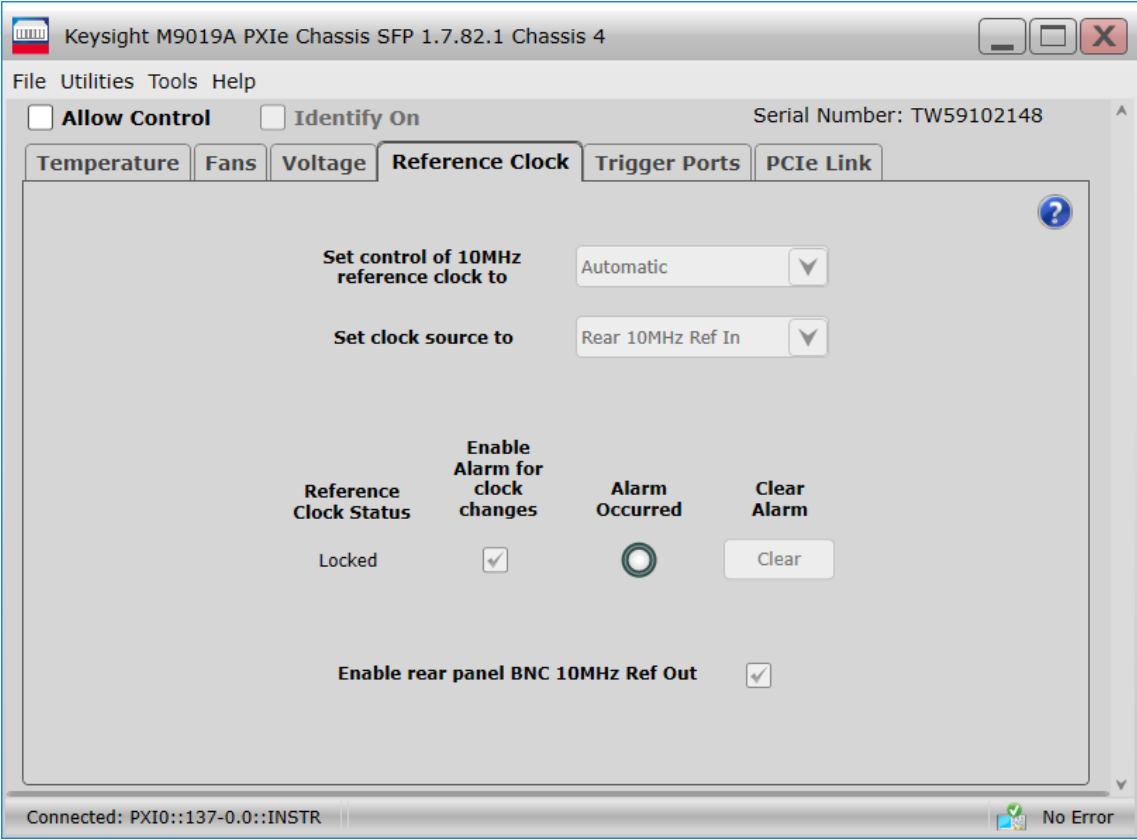 Keysight M9019A PXIe Chassis SFP 1.7.82.1 Chassis 4
File Utilities Tools Help
Allow Control Identify On Serial Number: TW59102148
Temperature Fans Voltage Reference Clock Trigger Ports PCIe Link
?
Set control of 10MHz
reference clock to
Automatic
Set clock source to Rear 10MHz Ref In
Reference
Clock Status
Enable
Alarm for
clock
changes
Alarm
Occurred
Clear
Alarm
Locked Clear
Enable rear panel BNC 10MHz Ref Out
Connected: PXI0::137-0.0::INSTR No Error